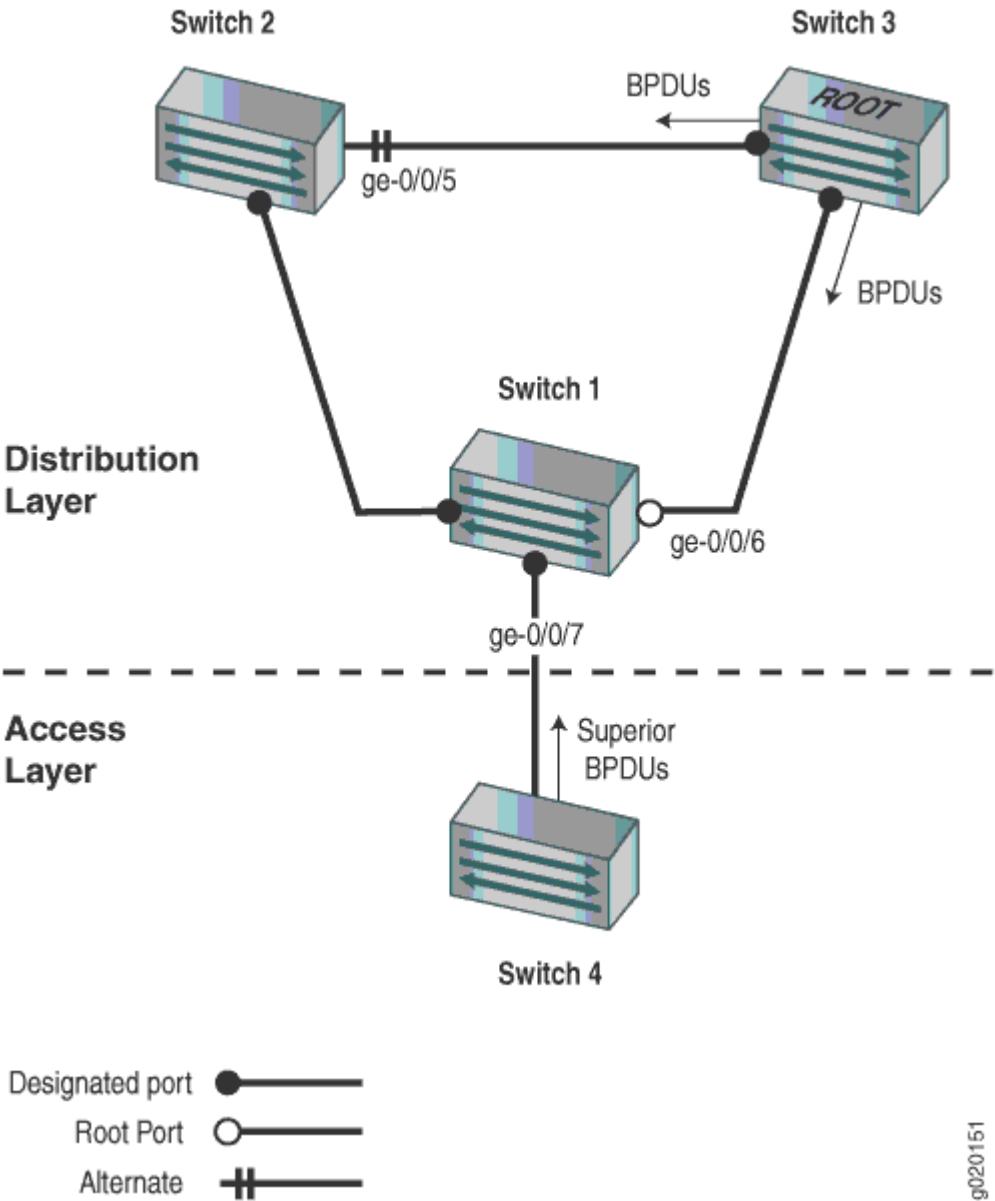 Switch 2
Switch 3
BPDUs
ROOT
ge-0/0/5
BPDUs
Switch 1
Distribution
Layer
ge-0/0/6
ge-0/0/7
Access
Layer
Superior
BPDUs
Switch 4
Designated port
Root Port
Alternate
g020151